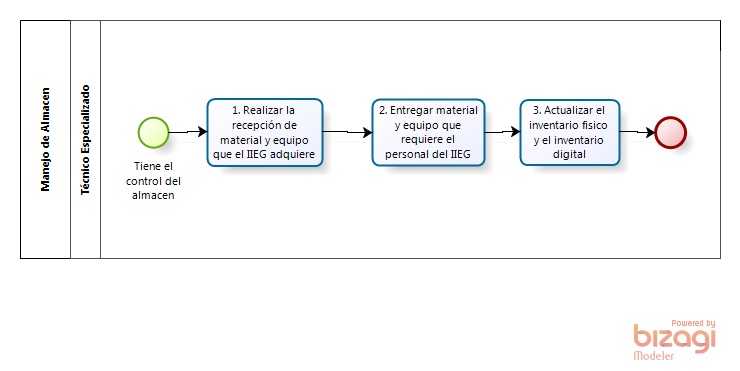 Manejo de Almacen
Técnico Especializado
Tiene el
control del
almacen
1. Realizar la
recepción de
material y equipo
que el IIEG adquiere
2. Entregar material
y equipo que
requiere el
personal del IIEG
3. Actualizar el
inventario fisico
y el inventario
digital
Powered by
bizagi
Modeler